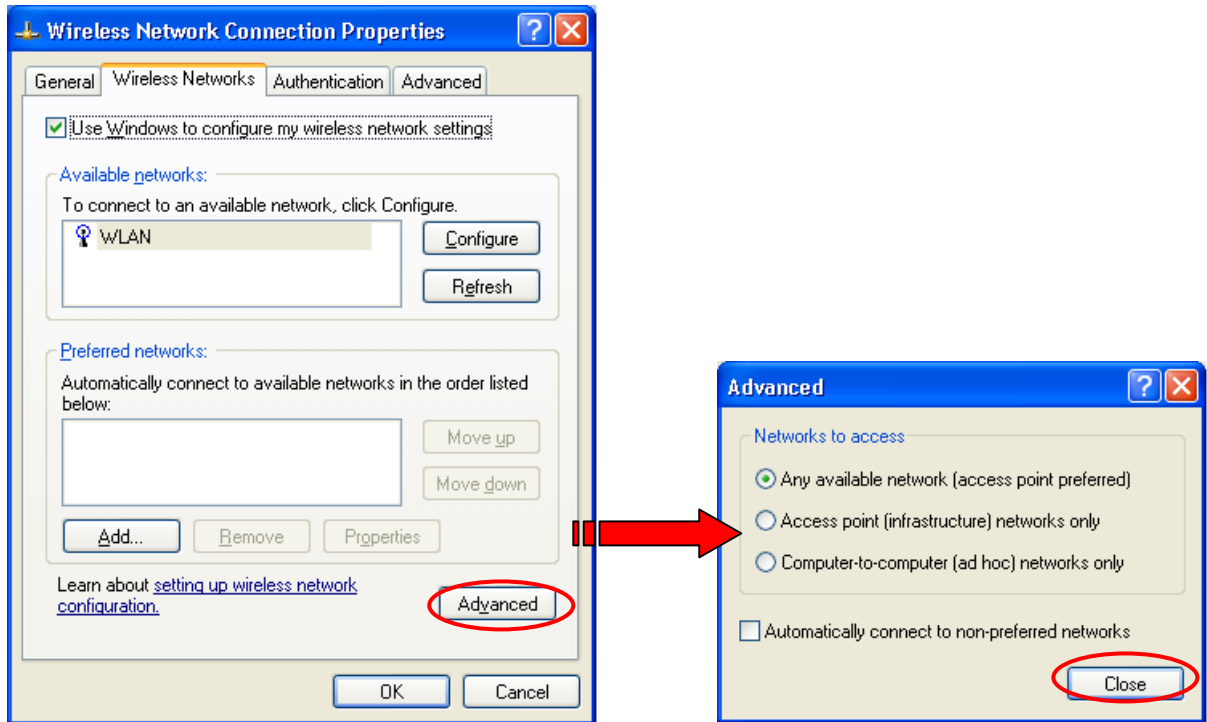 Wireless Network Connection Properties
General Wireless Networks Authentication Advanced
Use Windows to configure my wireless network settings
Available networks:
To connect to an available network, click Configure.
WLAN
Configure
Refresh
Preferred networks:
Automatically connect to available networks in the order listed
below:
Move up
Move down
Add... Remove Properties
Learn about setting up wireless network
configuration.
Advanced
OK Cancel
Advanced
Networks to access
Any available network (access point preferred)
Access point (infrastructure) networks only
Computer-to-computer (ad hoc) networks only
Automatically connect to non-preferred networks
Close